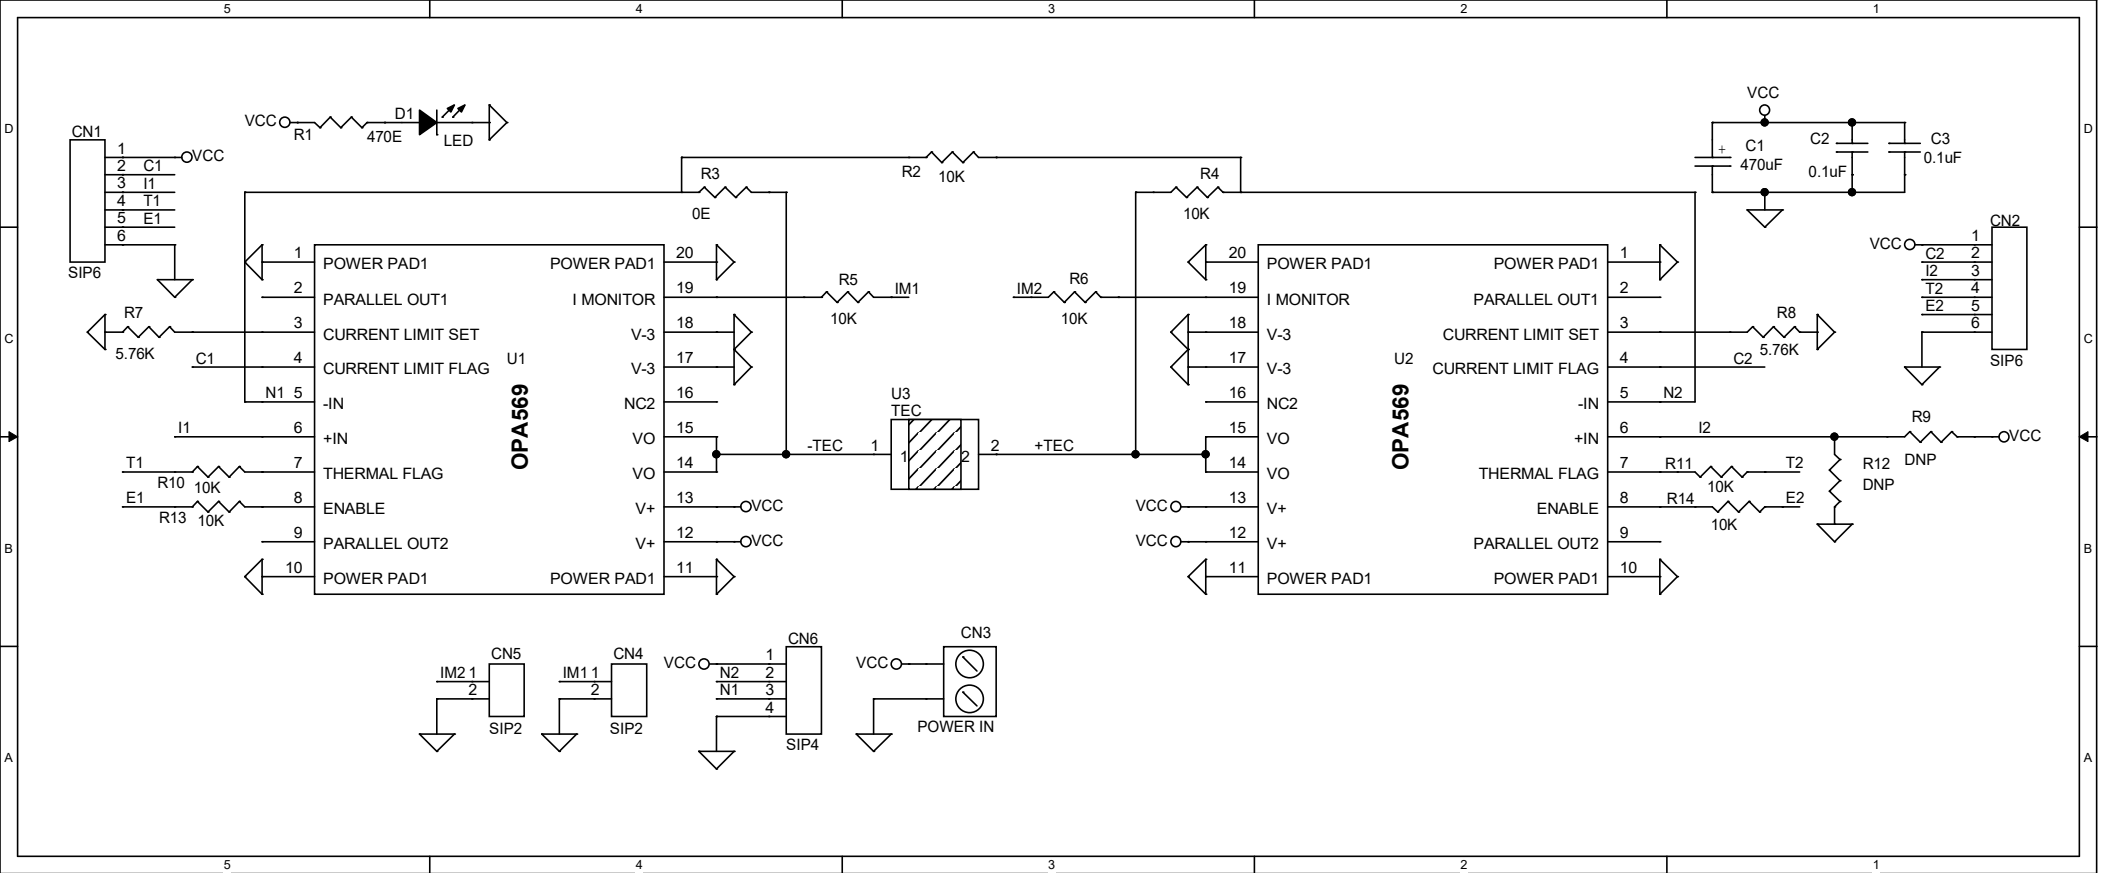 5 4 3 2 1
D D
C C
B B
A A
CN1
1 VCC
2 C1
3 I1
4 T1
5 E1
6
SIP6
VCC R1 470E D1 LED
R2 10K
R3 0E
R4 10K
VCC
C1 + 470uF
C2 0.1uF
C3 0.1uF
CN2
VCC 1
C2 2
I2 3
T2 4
E2 5
6
SIP6
U1
OPA569
1 POWER PAD1
2 PARALLEL OUT1
3 CURRENT LIMIT SET
4 CURRENT LIMIT FLAG
5 -IN
6 +IN
7 THERMAL FLAG
8 ENABLE
9 PARALLEL OUT2
10 POWER PAD1
POWER PAD1 20
I MONITOR 19
V-3 18
V-3 17
NC2 16
VO 15
VO 14
V+ 13 VCC
V+ 12 VCC
POWER PAD1 11
R7 5.76K
C1
N1
I1
T1 R10 10K
E1 R13 10K
R5 10K IM1
IM2 R6 10K
U3
TEC
-TEC 1 1 2 2 +TEC
U2
OPA569
20 POWER PAD1
19 I MONITOR
18 V-3
17 V-3
16 NC2
15 VO
14 VO
VCC 13 V+
VCC 12 V+
11 POWER PAD1
POWER PAD1 1
PARALLEL OUT1 2
CURRENT LIMIT SET 3
CURRENT LIMIT FLAG 4
-IN 5
+IN 6
THERMAL FLAG 7
ENABLE 8
PARALLEL OUT2 9
POWER PAD1 10
R8 5.76K
C2
N2
I2
R9 DNP VCC
R12 DNP
R11 10K T2
R14 10K E2
CN5
IM2 1
2
SIP2
CN4
IM1 1
2
SIP2
CN6
VCC 1
N2 2
N1 3
4
SIP4
CN3
VCC
POWER IN
5 4 3 2 1